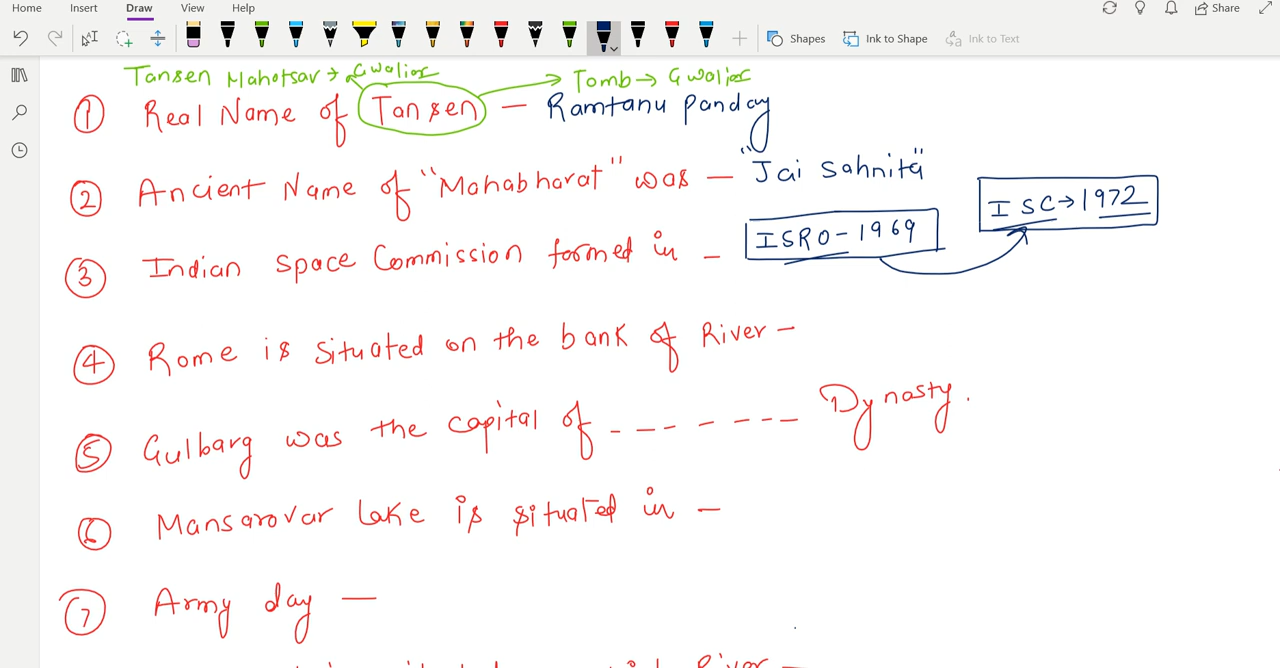 Home Insert Draw View Help Share
Shapes Ink to Shape Ink to Text
Tansen Mahotsav → Gwalior Tomb → Gwalior
① Real Name of Tansen — Ramtanu Panday
② Ancient Name of "Mahabharat" was — "Jai Sahnita"
③ Indian Space Commission formed in — ISRO - 1969 ISC → 1972
④ Rome is situated on the bank of River —
⑤ Gulbarg was the capital of - - - - - - - - Dynasty.
⑥ Mansarovar Lake is situated in —
⑦ Army day —
River —